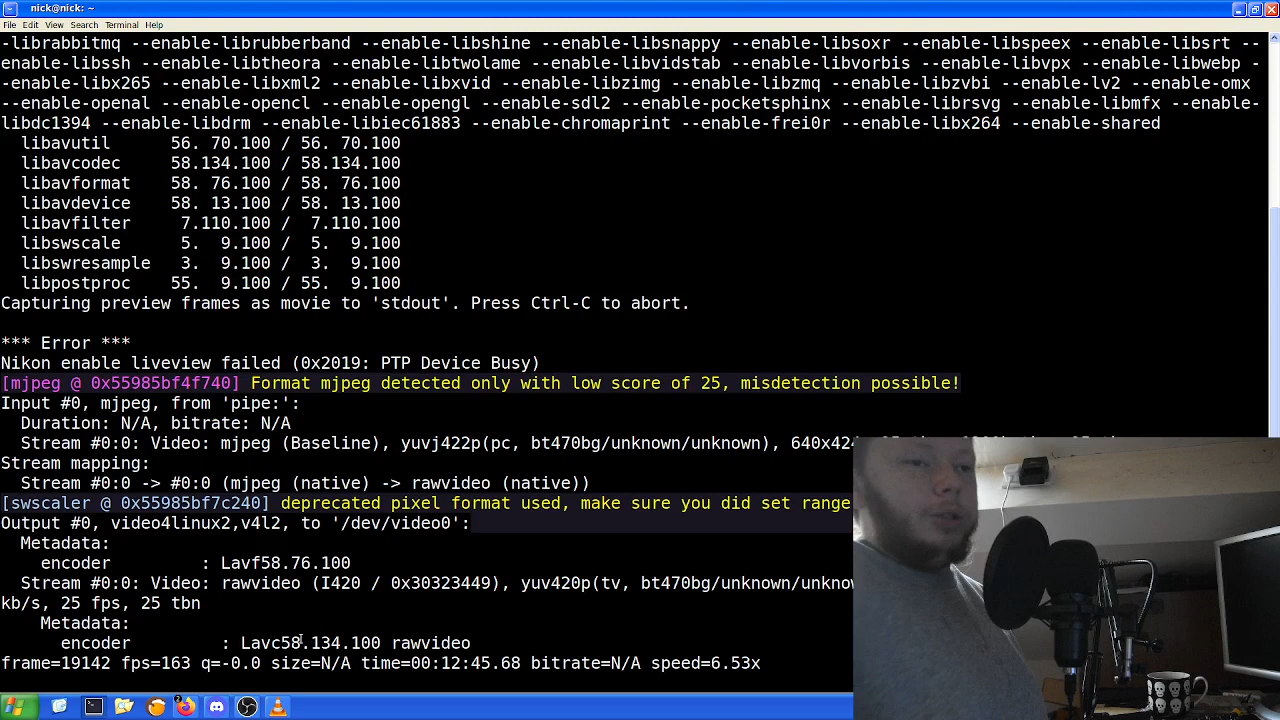 nick@nick: ~
File Edit View Search Terminal Help
-librabbitmq --enable-librubberband --enable-libshine --enable-libsnappy --enable-libsoxr --enable-libspeex --enable-libsrt --
enable-libssh --enable-libtheora --enable-libtwolame --enable-libvidstab --enable-libvorbis --enable-libvpx --enable-libwebp -
-enable-libx265 --enable-libxml2 --enable-libxvid --enable-libzimg --enable-libzmq --enable-libzvbi --enable-lv2 --enable-omx
--enable-openal --enable-opencl --enable-opengl --enable-sdl2 --enable-pocketsphinx --enable-librsvg --enable-libmfx --enable-
libdc1394 --enable-libdrm --enable-libiec61883 --enable-chromaprint --enable-frei0r --enable-libx264 --enable-shared
libavutil 56. 70.100 / 56. 70.100
libavcodec 58.134.100 / 58.134.100
libavformat 58. 76.100 / 58. 76.100
libavdevice 58. 13.100 / 58. 13.100
libavfilter 7.110.100 / 7.110.100
libswscale 5. 9.100 / 5. 9.100
libswresample 3. 9.100 / 3. 9.100
libpostproc 55. 9.100 / 55. 9.100
Capturing preview frames as movie to 'stdout'. Press Ctrl-C to abort.
*** Error ***
Nikon enable liveview failed (0x2019: PTP Device Busy)
[mjpeg @ 0x55985bf4f740] Format mjpeg detected only with low score of 25, misdetection possible!
Input #0, mjpeg, from 'pipe:':
Duration: N/A, bitrate: N/A
Stream #0:0: Video: mjpeg (Baseline), yuvj422p(pc, bt470bg/unknown/unknown), 640x424
Stream mapping:
Stream #0:0 -> #0:0 (mjpeg (native) -> rawvideo (native))
[swscaler @ 0x55985bf7c240] deprecated pixel format used, make sure you did set range
Output #0, video4linux2,v4l2, to '/dev/video0':
Metadata:
encoder : Lavf58.76.100
Stream #0:0: Video: rawvideo (I420 / 0x30323449), yuv420p(tv, bt470bg/unknown/unknow
kb/s, 25 fps, 25 tbn
Metadata:
encoder : Lavc58.134.100 rawvideo
frame=19142 fps=163 q=-0.0 size=N/A time=00:12:45.68 bitrate=N/A speed=6.53x
2